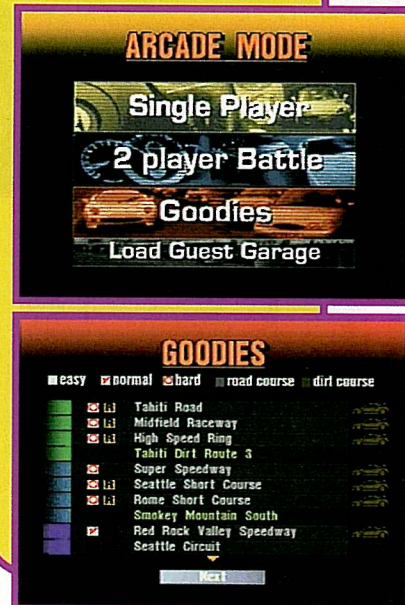 ARCADE MODE
Single Player
2 player Battle
Goodies
Load Guest Garage
GOODIES
easy normal hard road course dirt course
Tahiti Road
Midfield Raceway
High Speed Ring
Tahiti Dirt Route 3
Super Speedway
Seattle Short Course
Rome Short Course
Smokey Mountain South
Red Rock Valley Speedway
Seattle Circuit
Next